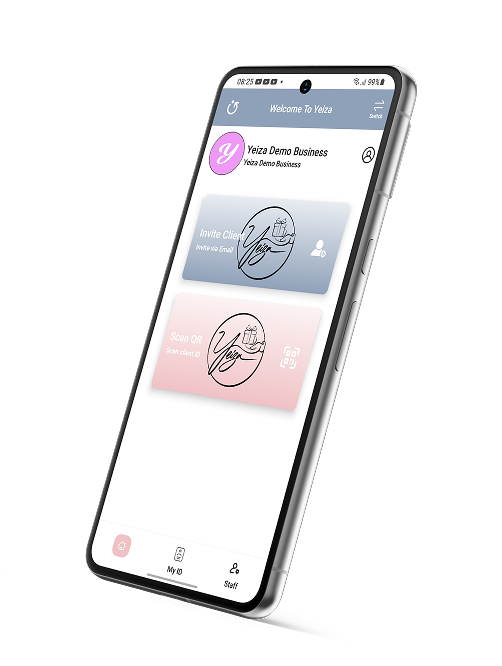 08:25
99%
Welcome To Yeiza
Switch
Y
Yeiza Demo Business
Yeiza Demo Business
Invite Client
Invite via Email
Yeiza
Scan QR
Scan client ID
Yeiza
My ID
Staff